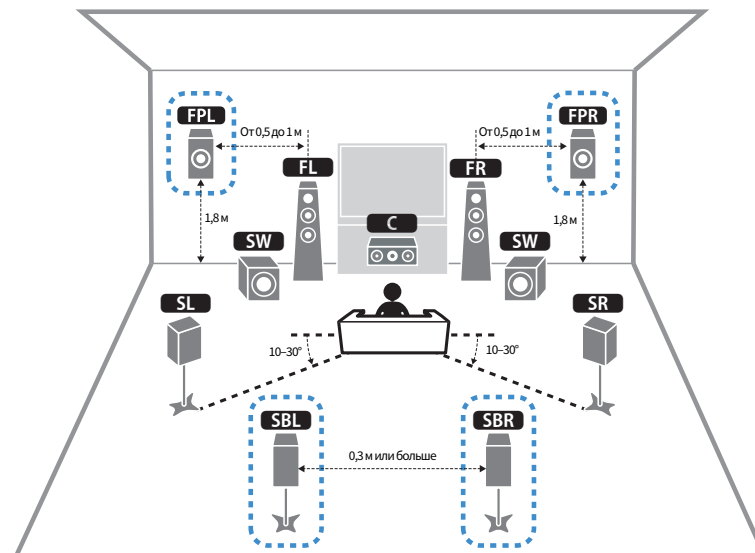 FPL
FPR
От 0,5 до 1 м
От 0,5 до 1 м
FL
FR
1,8 м
1,8 м
C
SW
SW
SL
SR
10–30°
10–30°
SBL
SBR
0,3 м или больше